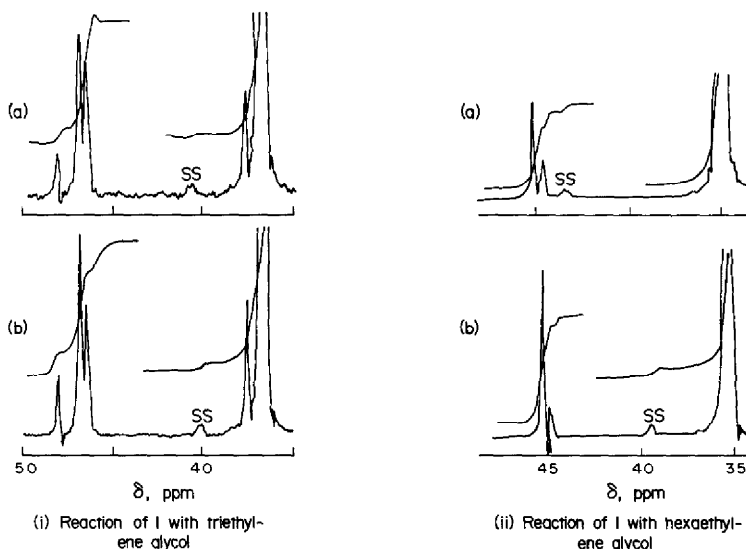 (a)
SS
(b)
SS
50
40
δ, ppm
(i) Reaction of I with triethyl-
ene glycol
(a)
SS
(b)
SS
45
40
35
δ, ppm
(ii) Reaction of I with hexaethyl-
ene glycol